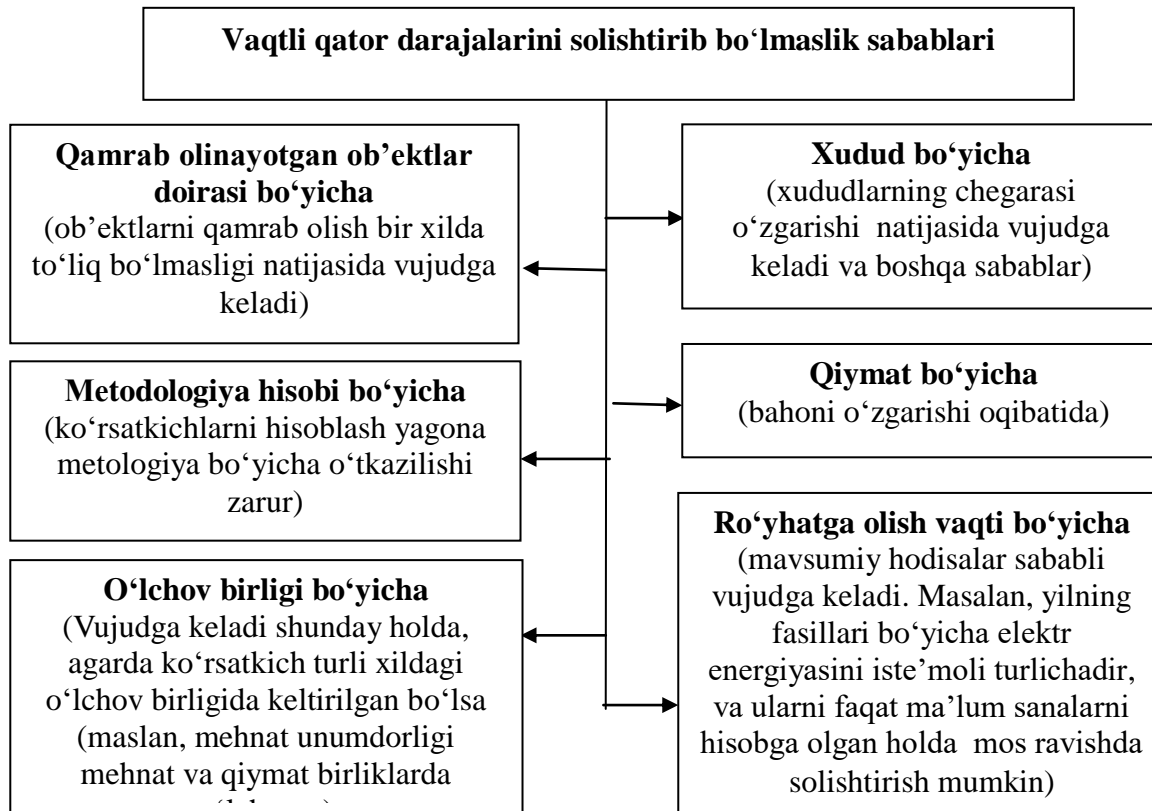 Vaqtli qator darajalarini solishtirib bo‘lmaslik sabablari
Qamrab olinayotgan ob’ektlar
doirasi bo‘yicha
(ob’ektlarni qamrab olish bir xilda
to‘liq bo‘lmasligi natijasida vujudga
keladi)
Metodologiya hisobi bo‘yicha
(ko‘rsatkichlarni hisoblash yagona
metologiya bo‘yicha o‘tkazilishi
zarur)
O‘lchov birligi bo‘yicha
(Vujudga keladi shunday holda,
agarda ko‘rsatkich turli xildagi
o‘lchov birligida keltirilgan bo‘lsa
(maslan, mehnat unumdorligi
mehnat va qiymat birliklarda
Xudud bo‘yicha
(xududlarning chegarasi
o‘zgarishi natijasida vujudga
keladi va boshqa sabablar)
Qiymat bo‘yicha
(bahoni o‘zgarishi oqibatida)
Ro‘yhatga olish vaqti bo‘yicha
(mavsumiy hodisalar sababli
vujudga keladi. Masalan, yilning
fasillari bo‘yicha elektr
energiyasini iste’moli turlichadir,
va ularni faqat ma’lum sanalarni
hisobga olgan holda mos ravishda
solishtirish mumkin)